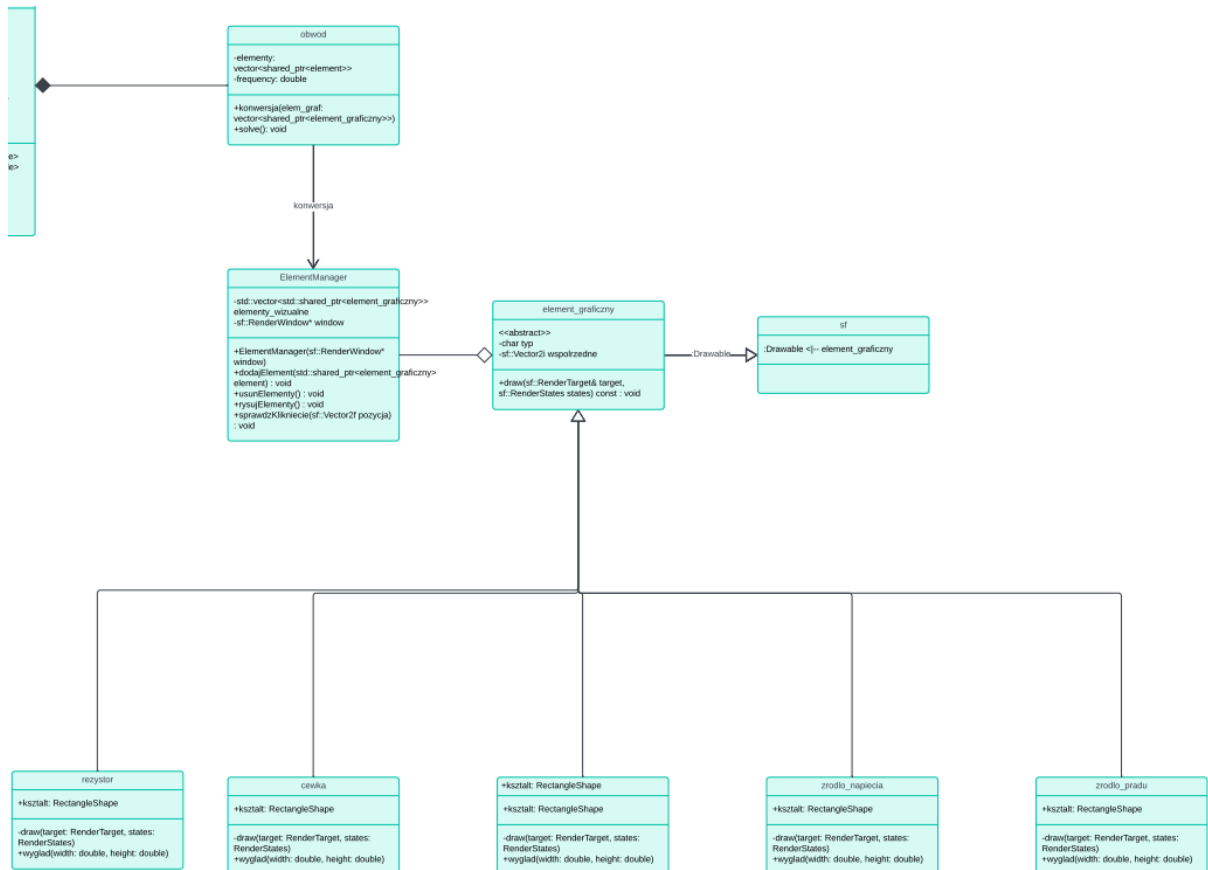 e>
le>
obwod
-elementy:
vector<shared_ptr<element>>
-frequency: double
+konwersja(elem_graf:
vector<shared_ptr<element_graficzny>>)
+solve(): void
konwersja
ElementManager
-std::vector<std::shared_ptr<element_graficzny>>
elementy_wizualne
-sf::RenderWindow* window
+ElementManager(sf::RenderWindow*
window)
+dodajElement(std::shared_ptr<element_graficzny>
element) : void
+usunElementy() : void
+rysujElementy() : void
+sprawdzKlikniecie(sf::Vector2f pozycja)
: void
element_graficzny
<<abstract>>
-char typ
-sf::Vector2i wspolrzedne
+draw(sf::RenderTarget& target,
sf::RenderStates states) const : void
:Drawable
sf
:Drawable <|-- element_graficzny
rezystor
+ksztalt: RectangleShape
-draw(target: RenderTarget, states:
RenderStates)
+wyglad(width: double, height: double)
cewka
+ksztalt: RectangleShape
-draw(target: RenderTarget, states:
RenderStates)
+wyglad(width: double, height: double)
+ksztalt: RectangleShape
+ksztalt: RectangleShape
-draw(target: RenderTarget, states:
RenderStates)
+wyglad(width: double, height: double)
zrodlo_napiecia
+ksztalt: RectangleShape
-draw(target: RenderTarget, states:
RenderStates)
+wyglad(width: double, height: double)
zrodlo_pradu
+ksztalt: RectangleShape
-draw(target: RenderTarget, states:
RenderStates)
+wyglad(width: double, height: double)